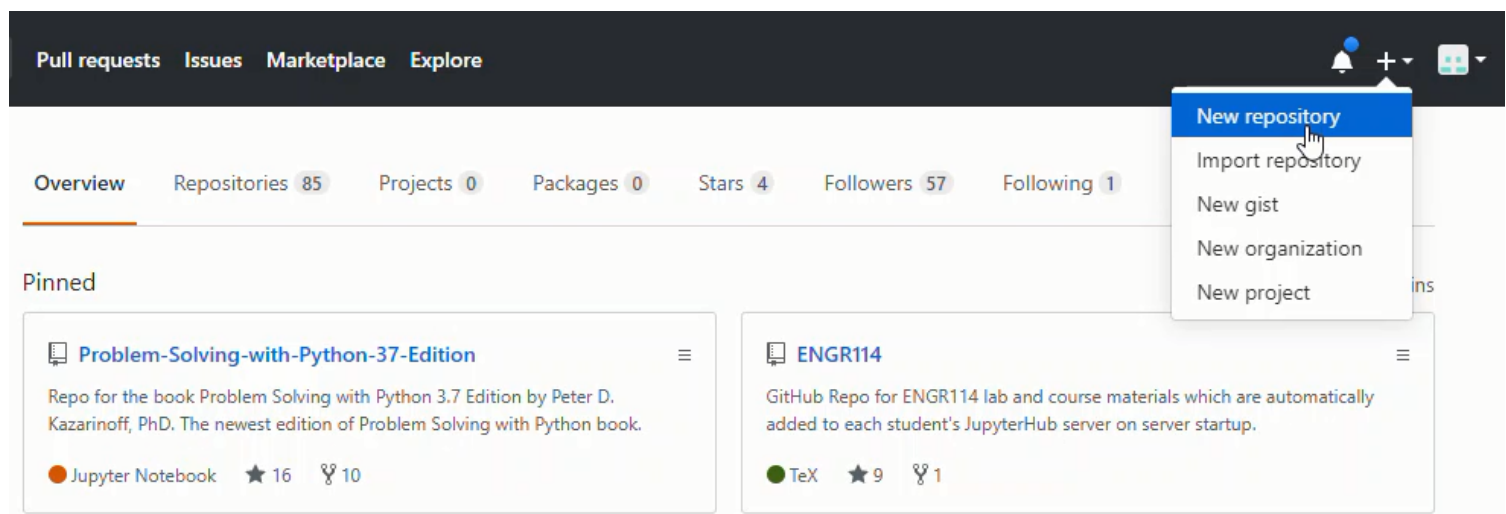 Pull requests Issues Marketplace Explore
New repository
Import repository
New gist
New organization
New project
Overview Repositories 85 Projects 0 Packages 0 Stars 4 Followers 57 Following 1
Pinned
Problem-Solving-with-Python-37-Edition
Repo for the book Problem Solving with Python 3.7 Edition by Peter D.
Kazarinoff, PhD. The newest edition of Problem Solving with Python book.
Jupyter Notebook 16 10
ENGR114
GitHub Repo for ENGR114 lab and course materials which are automatically
added to each student's JupyterHub server on server startup.
TeX 9 1